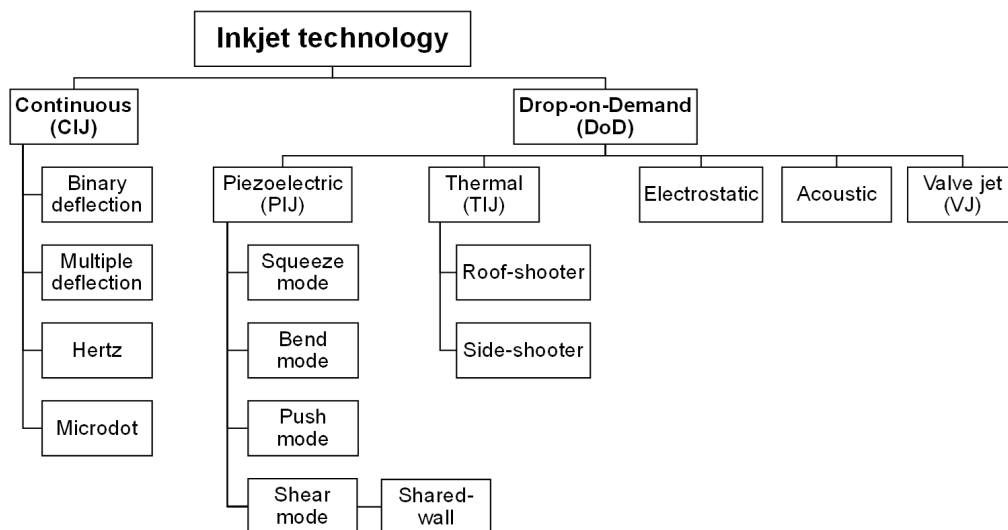 Inkjet technology
Continuous
(CIJ)
Drop-on-Demand
(DoD)
Binary
deflection
Multiple
deflection
Hertz
Microdot
Piezoelectric
(PIJ)
Squeeze
mode
Bend
mode
Push
mode
Shear
mode
Shared-
wall
Thermal
(TIJ)
Roof-shooter
Side-shooter
Electrostatic
Acoustic
Valve jet
(VJ)